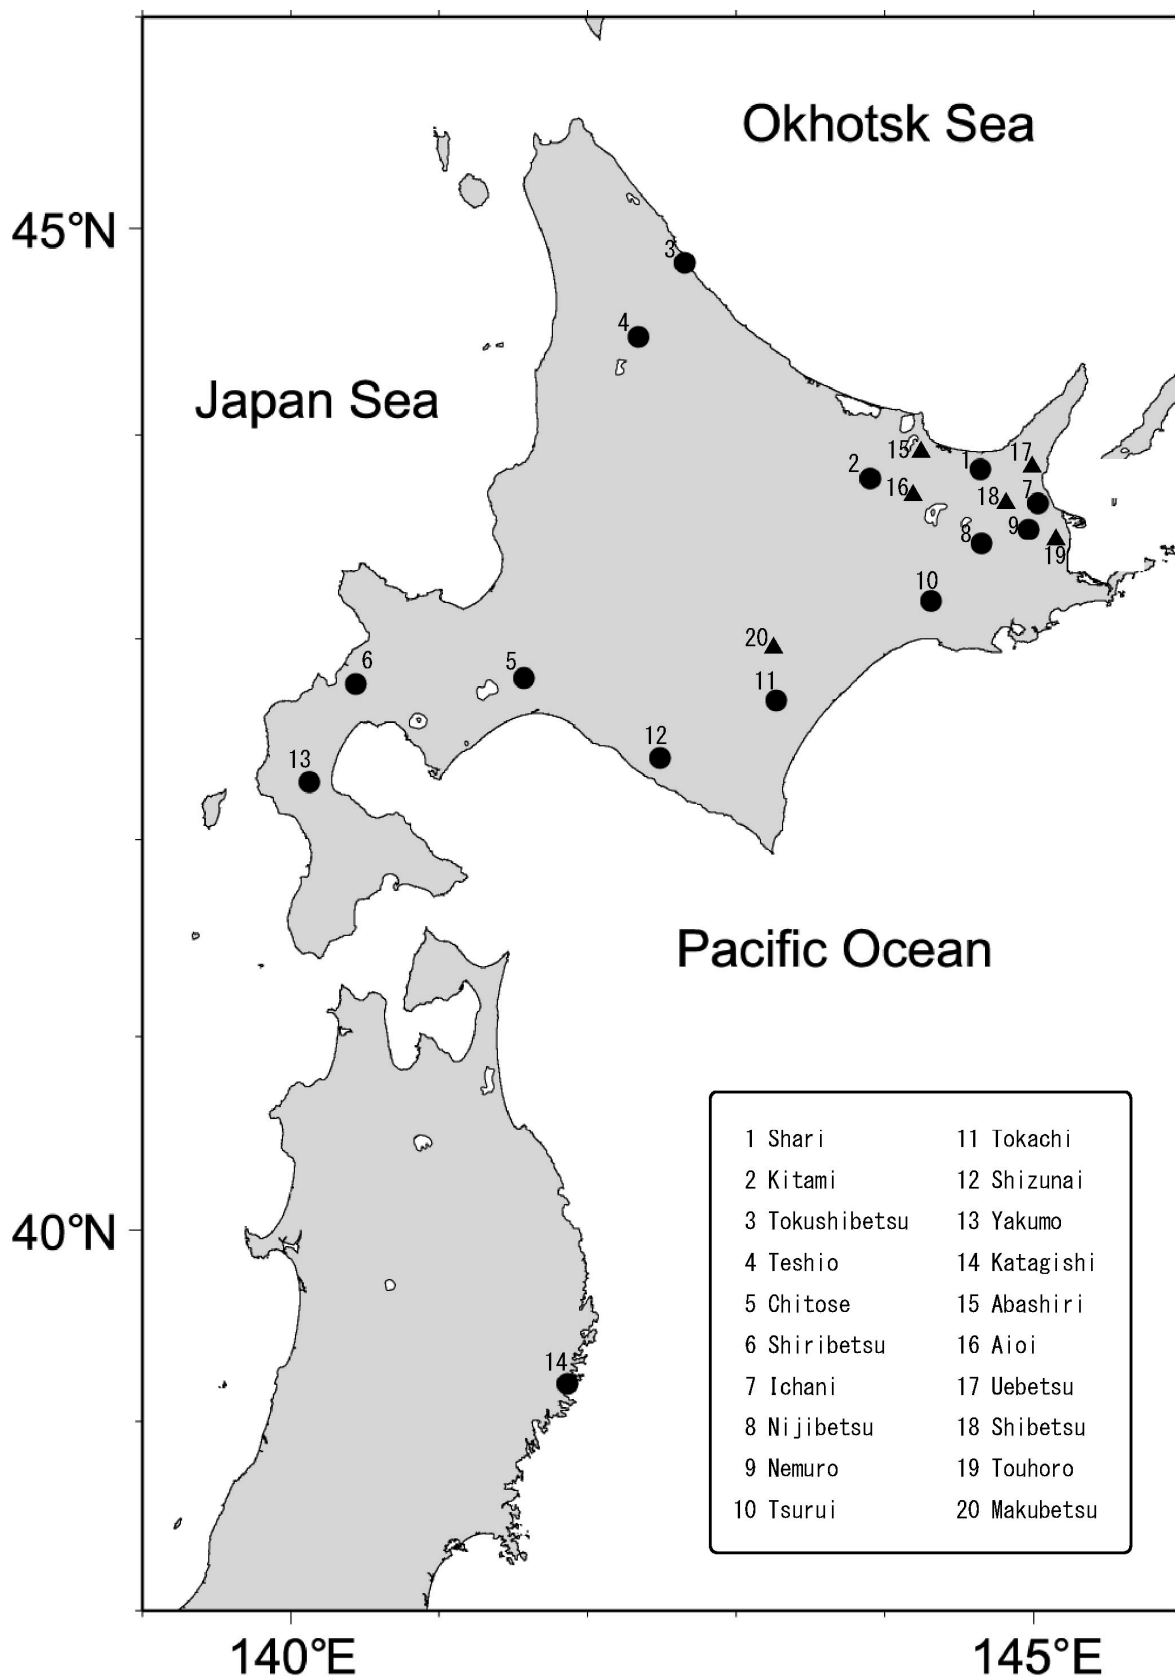 Okhotsk Sea
45°N
3
4
Japan Sea
15
17
2
1
16
18
7
9
8
19
10
20
6
5
11
12
13
Pacific Ocean
1 Shari
2 Kitami
3 Tokushibetsu
4 Teshio
5 Chitose
6 Shiribetsu
7 Ichani
8 Nijibetsu
9 Nemuro
10 Tsurui
11 Tokachi
12 Shizunai
13 Yakumo
14 Katagishi
15 Abashiri
16 Aioi
17 Uebetsu
18 Shibetsu
19 Touhoro
20 Makubetsu
40°N
14
140°E
145°E